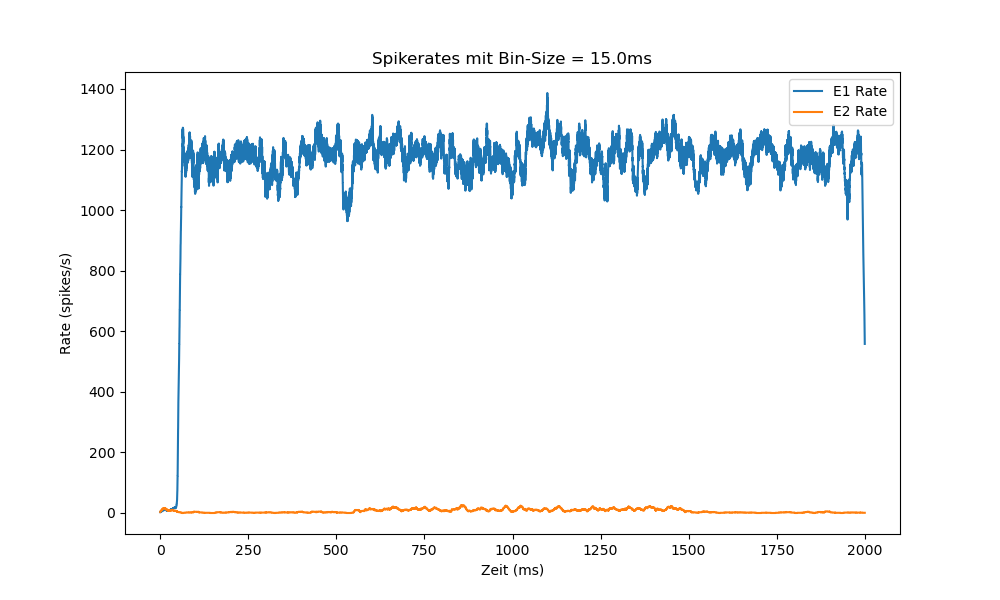 Spikerates mit Bin-Size = 15.0ms
E1 Rate
E2 Rate
1400
1200
1000
800
600
400
200
0
Rate (spikes/s)
0 250 500 750 1000 1250 1500 1750 2000
Zeit (ms)